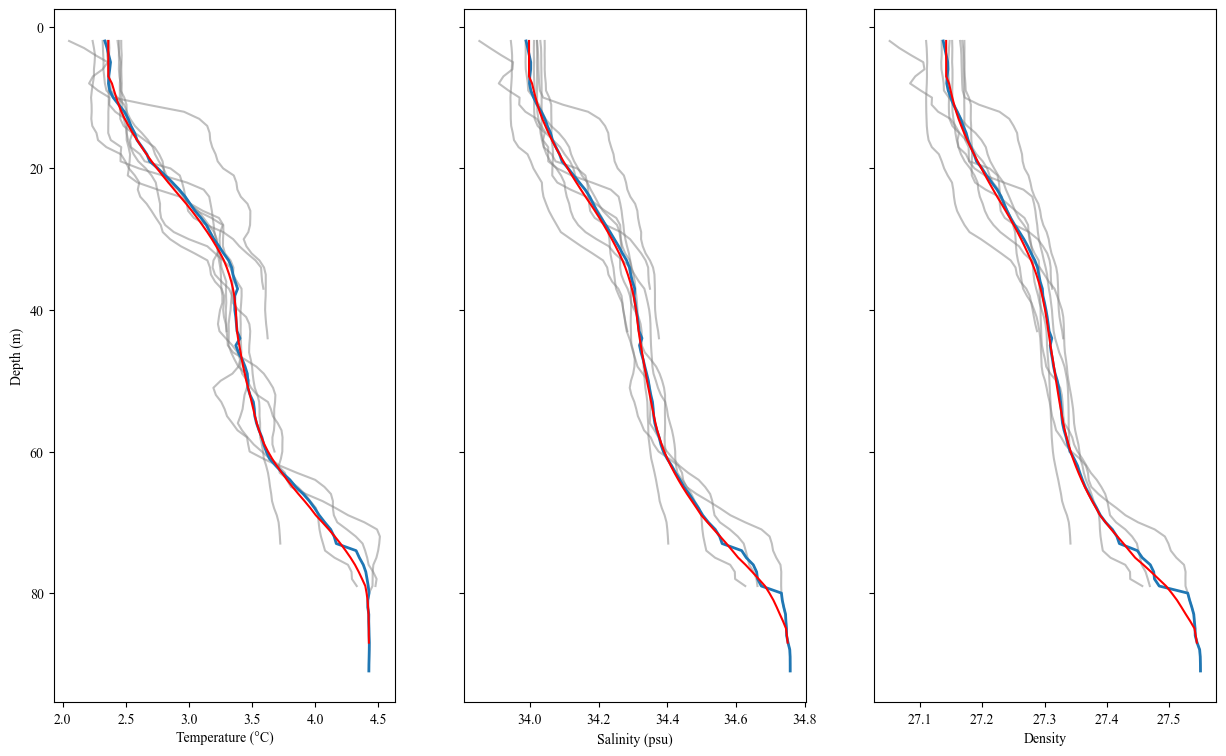 0
20
40
60
80
Depth (m)
2.0 2.5 3.0 3.5 4.0 4.5
Temperature (°C)
34.0 34.2 34.4 34.6 34.8
Salinity (psu)
27.1 27.2 27.3 27.4 27.5
Density